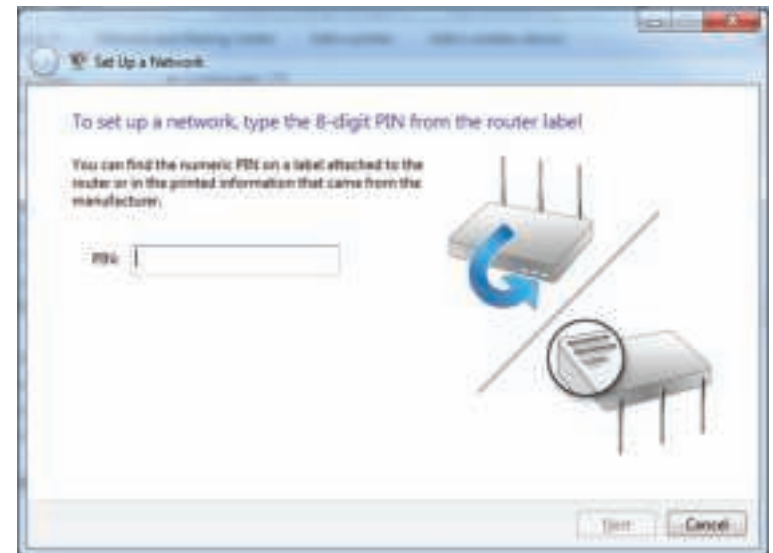 Set Up a Network
To set up a network, type the 8-digit PIN from the router label
You can find the numeric PIN on a label attached to the
router or in the printed information that came from the
manufacturer.
PIN:
Next
Cancel